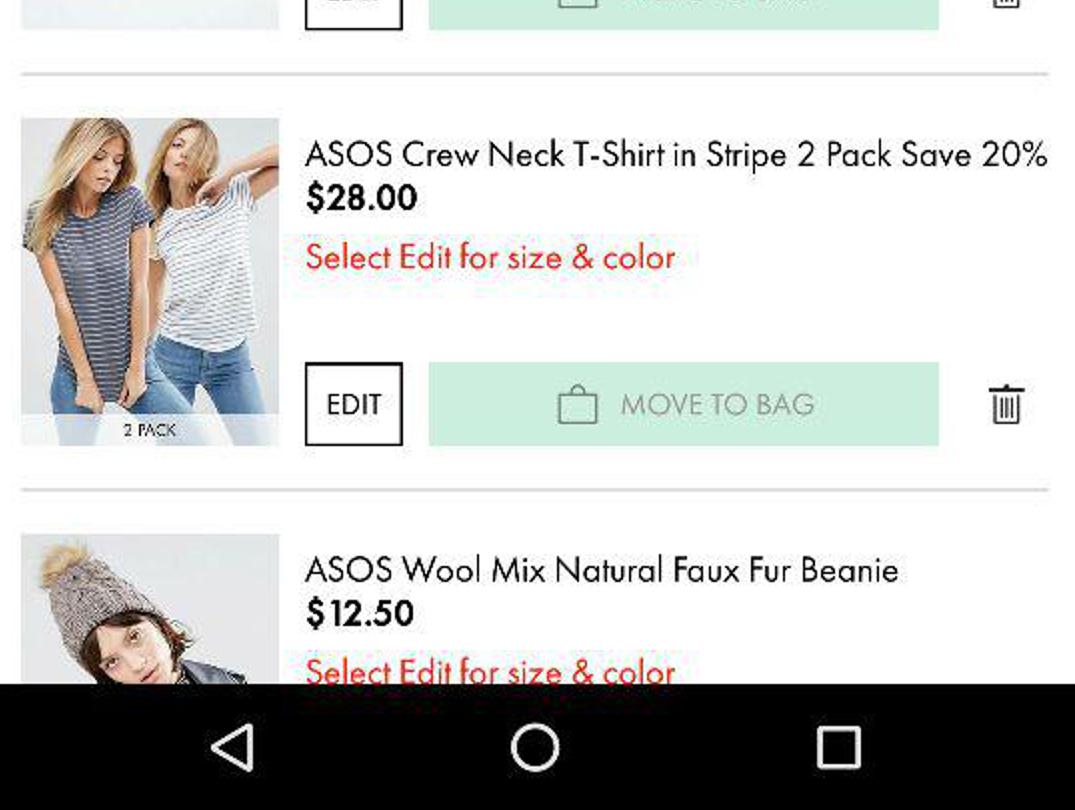 ASOS Crew Neck T-Shirt in Stripe 2 Pack Save 20%
$28.00
Select Edit for size & color
2 PACK
EDIT
MOVE TO BAG
ASOS Wool Mix Natural Faux Fur Beanie
$12.50
Select Edit for size & color